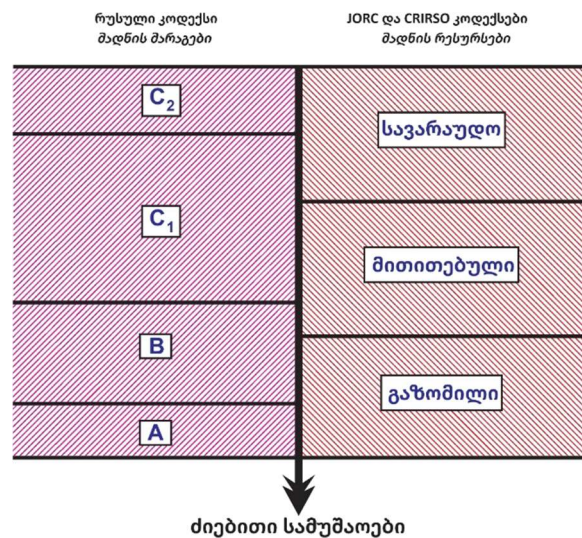 რუსული კოდექსი
მადნის მარაგები
JORC და CRIRSO კოდექსები
მადნის რესურსები
C₂
C₁
B
A
სავარაუდო
მითითებული
გაზომილი
ძიებითი სამუშაოები